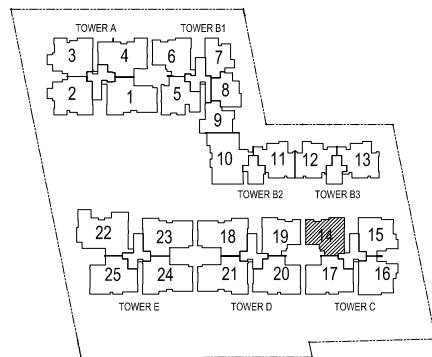 TOWER A TOWER B1
3 4 6 7
2 1 5 8
9
10 11 12 13
TOWER B2 TOWER B3
22 23 18 19 14 15
25 24 21 20 17 16
TOWER E TOWER D TOWER C